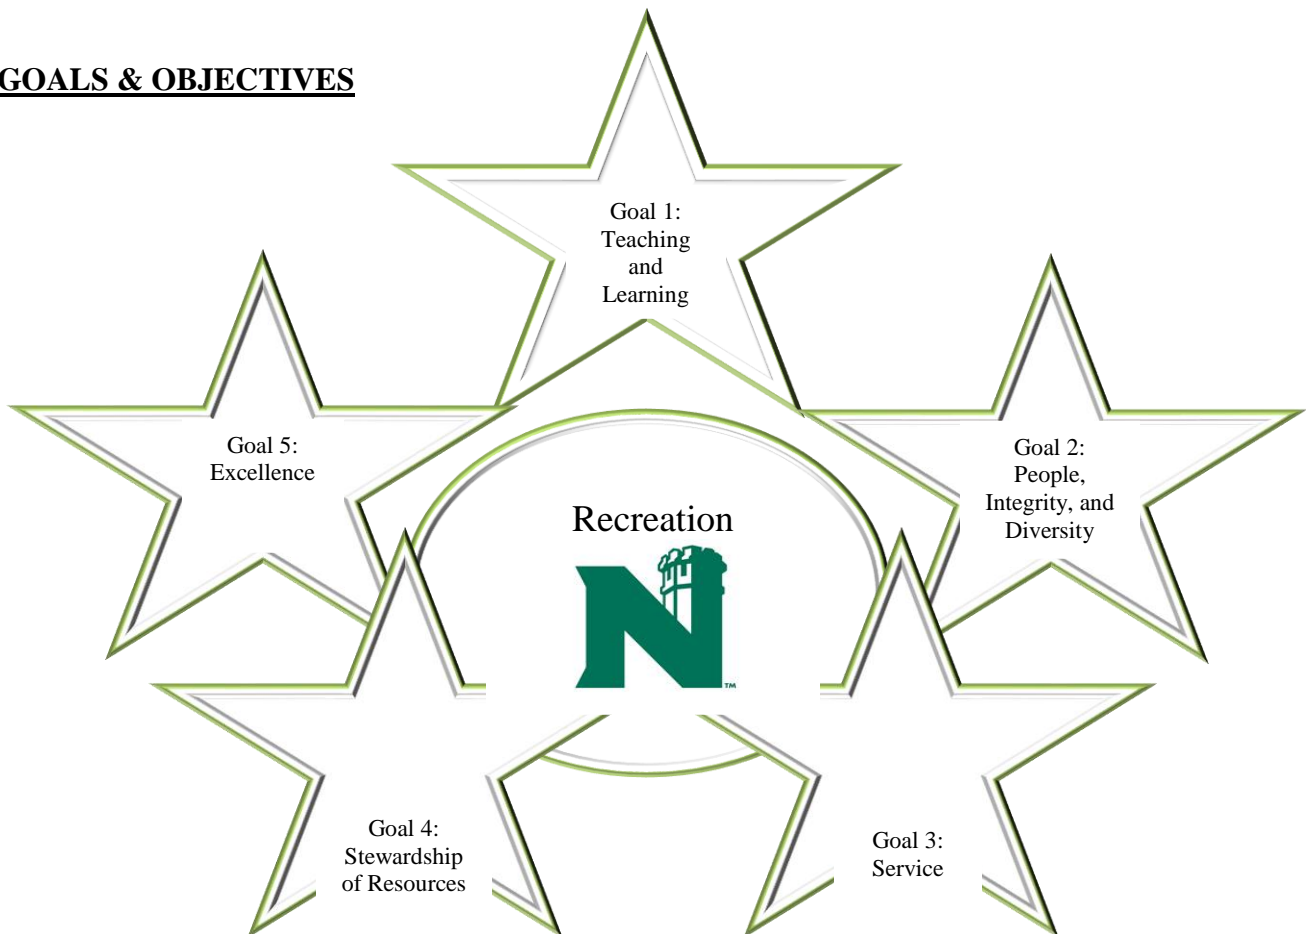 GOALS & OBJECTIVES
Goal 1:
Teaching
and
Learning
Goal 5:
Excellence
Goal 2:
People,
Integrity, and
Diversity
Recreation
N
TM
Goal 4:
Stewardship
of Resources
Goal 3:
Service